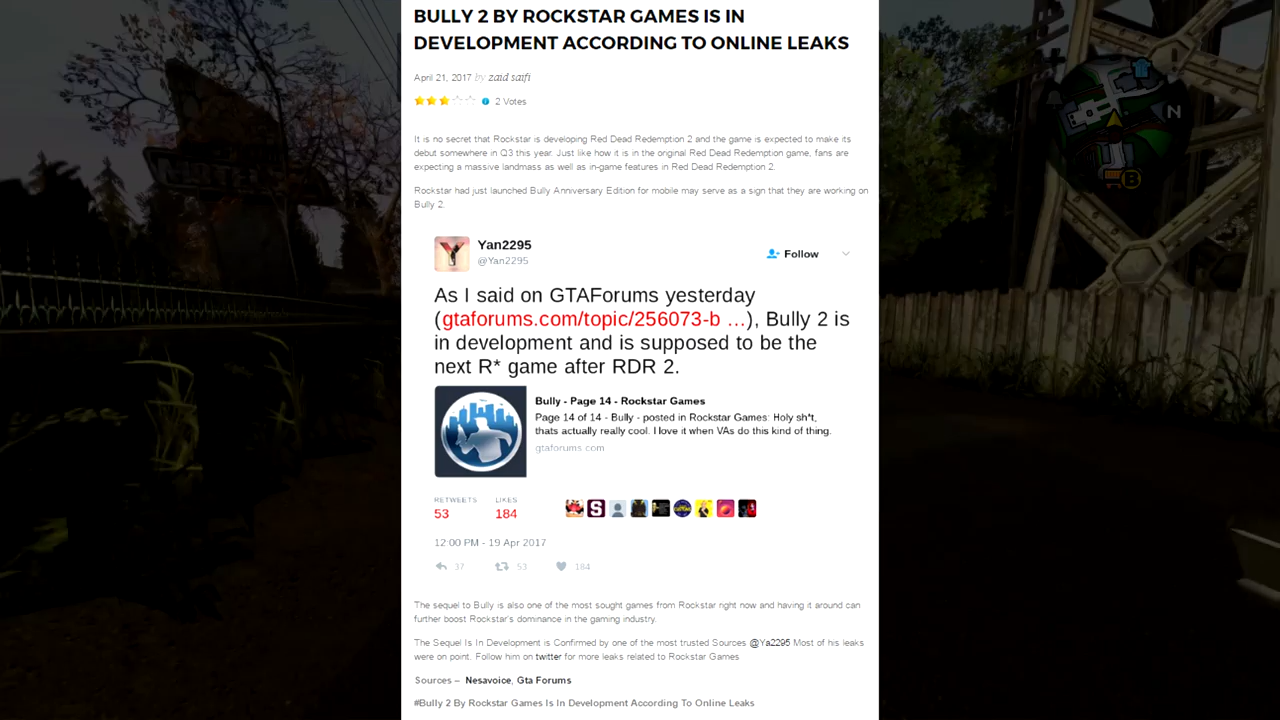 BULLY 2 BY ROCKSTAR GAMES IS IN
DEVELOPMENT ACCORDING TO ONLINE LEAKS
April 21, 2017 by zaid saifi
2 Votes
It is no secret that Rockstar is developing Red Dead Redemption 2 and the game is expected to make its
debut somewhere in Q3 this year. Just like how it is in the original Red Dead Redemption game, fans are
expecting a massive landmass as well as in-game features in Red Dead Redemption 2.
Rockstar had just launched Bully Anniversary Edition for mobile may serve as a sign that they are working on
Bully 2.
Yan2295
@Yan2295
Follow
As I said on GTAForums yesterday
(gtaforums.com/topic/256073-b …), Bully 2 is
in development and is supposed to be the
next R* game after RDR 2.
Bully - Page 14 - Rockstar Games
Page 14 of 14 - Bully - posted in Rockstar Games: Holy sh*t,
thats actually really cool. I love it when VAs do this kind of thing.
gtaforums.com
RETWEETS LIKES
53 184
12:00 PM - 19 Apr 2017
37 53 184
The sequel to Bully is also one of the most sought games from Rockstar right now and having it around can
further boost Rockstar's dominance in the gaming industry.
The Sequel Is In Development is Confirmed by one of the most trusted Sources @Ya2295 Most of his leaks
were on point. Follow him on twitter for more leaks related to Rockstar Games
Sources – Nesavoice, Gta Forums
#Bully 2 By Rockstar Games Is In Development According To Online Leaks
N
B